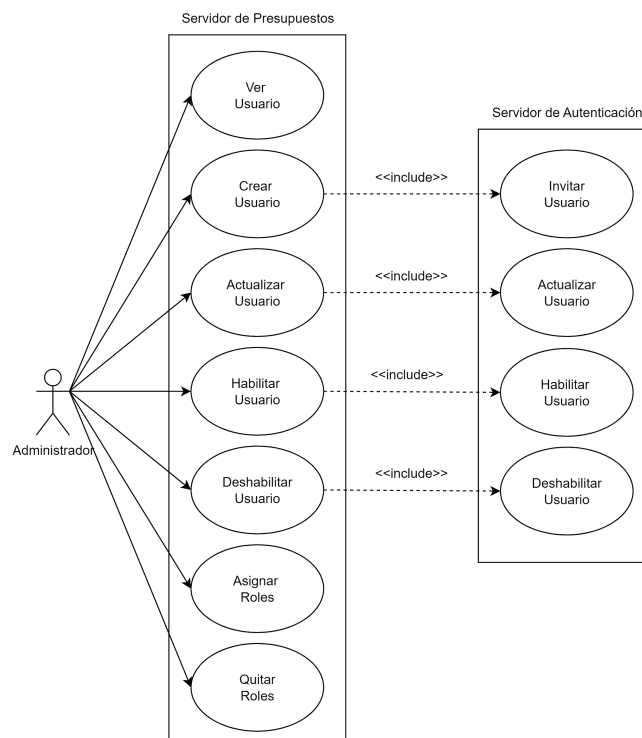 Servidor de Presupuestos
Ver
Usuario
Servidor de Autenticación
Crear
Usuario
<<include>>
Invitar
Usuario
Actualizar
Usuario
<<include>>
Actualizar
Usuario
Habilitar
Usuario
<<include>>
Habilitar
Usuario
Administrador
Deshabilitar
Usuario
<<include>>
Deshabilitar
Usuario
Asignar
Roles
Quitar
Roles